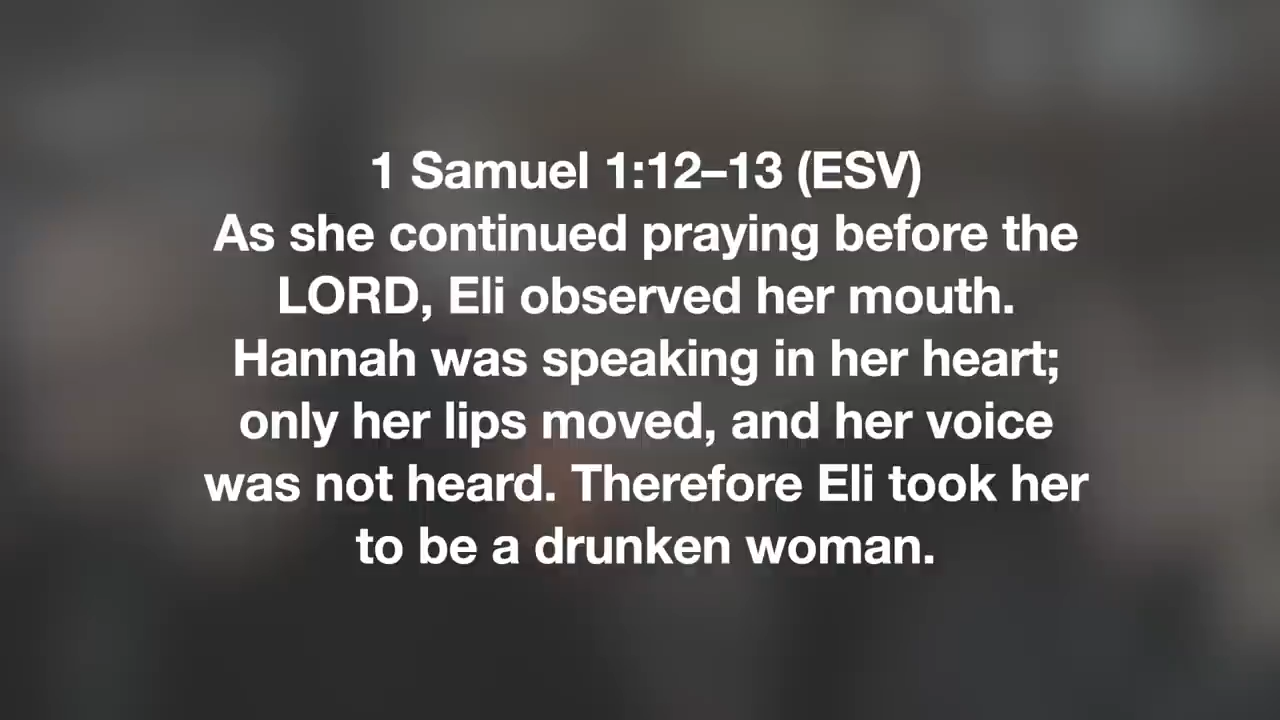 1 Samuel 1:12–13 (ESV)
As she continued praying before the
LORD, Eli observed her mouth.
Hannah was speaking in her heart;
only her lips moved, and her voice
was not heard. Therefore Eli took her
to be a drunken woman.